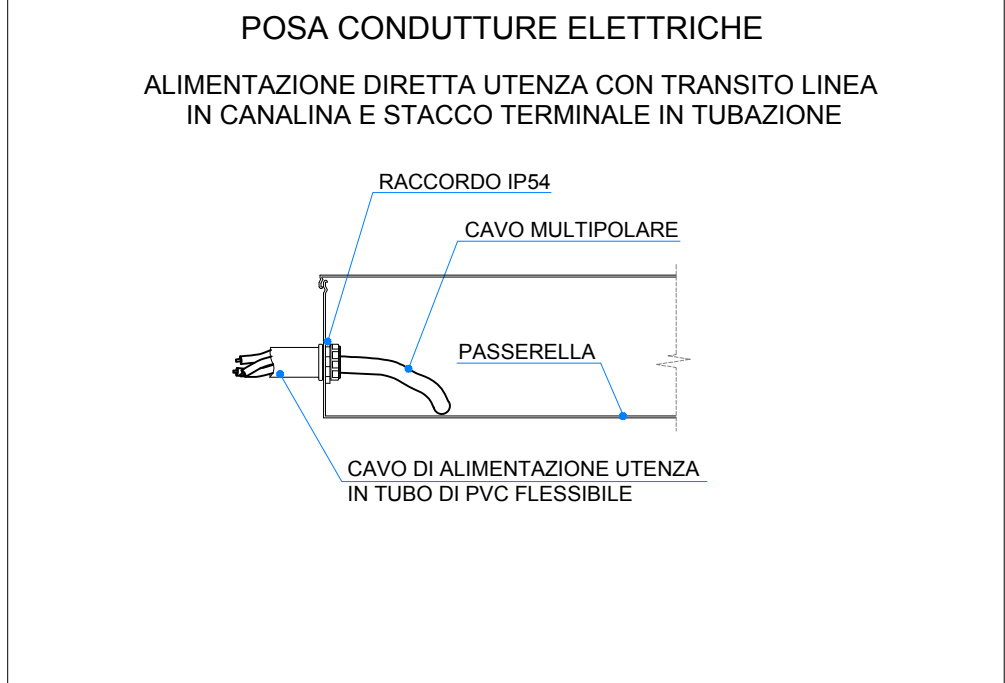 POSA CONDUTTURE ELETTRICHE
ALIMENTAZIONE DIRETTA UTENZA CON TRANSITO LINEA
IN CANALINA E STACCO TERMINALE IN TUBAZIONE
RACCORDO IP54
CAVO MULTIPOLARE
PASSERELLA
CAVO DI ALIMENTAZIONE UTENZA
IN TUBO DI PVC FLESSIBILE